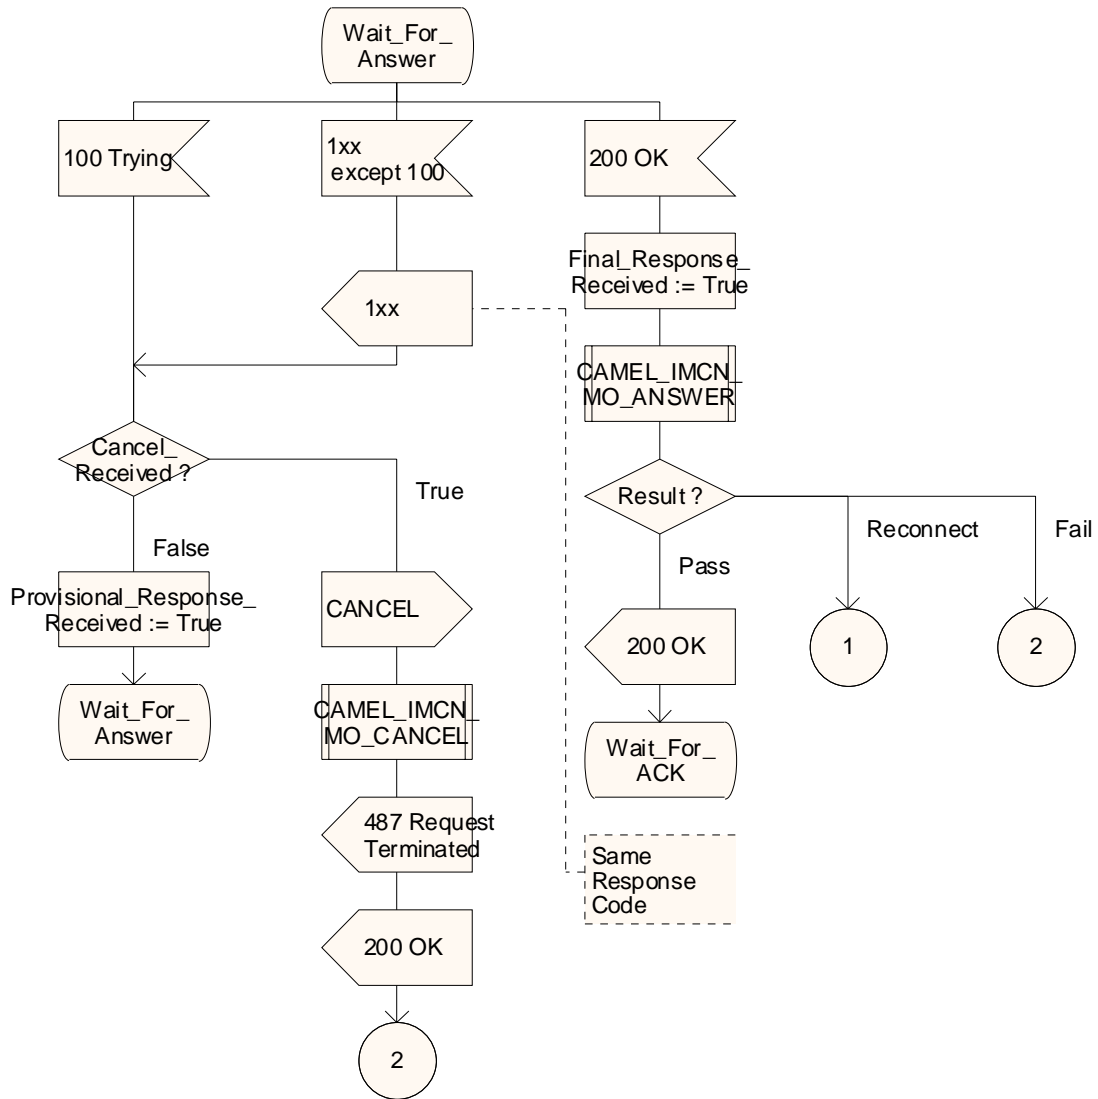 Wait_For_
Answer
100 Trying
1xx
except 100
200 OK
Final_Response_
Received := True
1xx
CAMEL_IMCN_
MO_ANSWER
Cancel_
Received ?
True
Result ?
Reconnect
Fail
False
Pass
Provisional_Response_
Received := True
CANCEL
200 OK
1
2
Wait_For_
Answer
CAMEL_IMCN_
MO_CANCEL
Wait_For_
ACK
487 Request
Terminated
Same
Response
Code
200 OK
2